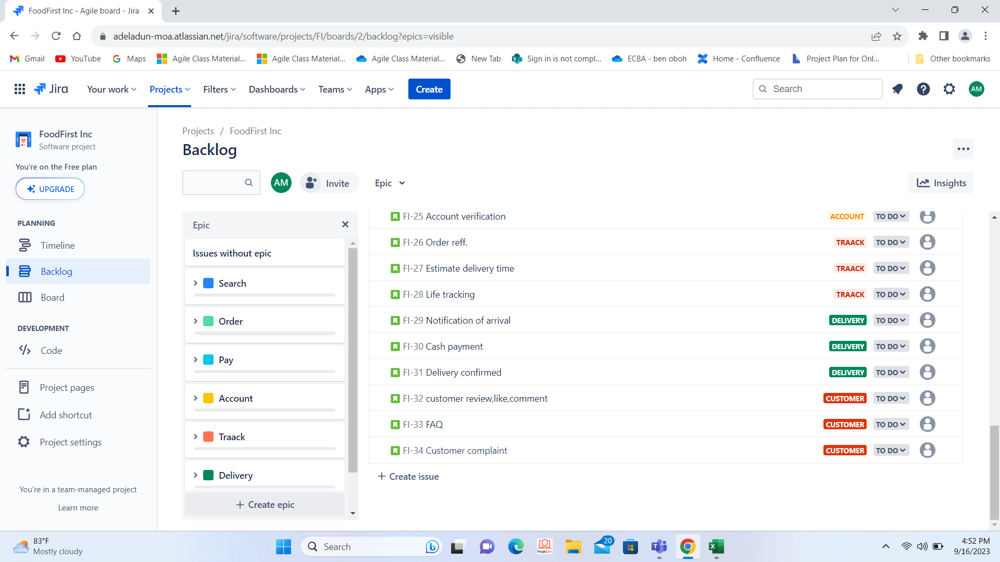 FoodFirst Inc - Agile board - Jira
adeladun-moa.atlassian.net/jira/software/projects/FI/boards/2/backlog?epics=visible
Gmail YouTube Maps Agile Class Material... Agile Class Material... Agile Class Material... New Tab Sign in is not compl... ECBA - ben oboh Home - Confluence Project Plan for Onl... Other bookmarks
Jira Your work Projects Filters Dashboards Teams Apps Create Search AM
FoodFirst Inc
Software project
You're on the Free plan
UPGRADE
PLANNING
Timeline
Backlog
Board
DEVELOPMENT
Code
Project pages
Add shortcut
Project settings
You're in a team-managed project
Learn more
Projects / FoodFirst Inc
Backlog
AM Invite Epic Insights
Epic
Issues without epic
Search
Order
Pay
Account
Traack
Delivery
+ Create epic
FI-25 Account verification ACCOUNT TO DO
FI-26 Order reff. TRAACK TO DO
FI-27 Estimate delivery time TRAACK TO DO
FI-28 Life tracking TRAACK TO DO
FI-29 Notification of arrival DELIVERY TO DO
FI-30 Cash payment DELIVERY TO DO
FI-31 Delivery confirmed DELIVERY TO DO
FI-32 customer review,like,comment CUSTOMER TO DO
FI-33 FAQ CUSTOMER TO DO
FI-34 Customer complaint CUSTOMER TO DO
+ Create issue
83°F
Mostly cloudy
Search
PeopleCert
20
4:52 PM
9/16/2023